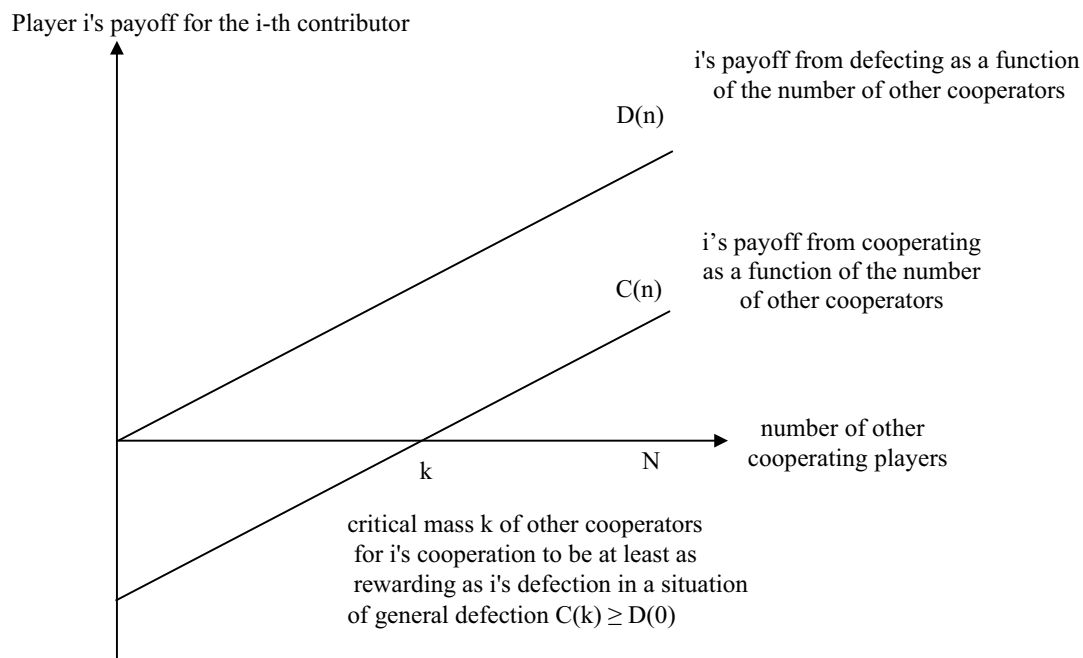 Player i's payoff for the i-th contributor
i's payoff from defecting as a function
of the number of other cooperators
D(n)
i’s payoff from cooperating
as a function of the number
of other cooperators
C(n)
number of other
cooperating players
k
N
critical mass k of other cooperators
for i's cooperation to be at least as
rewarding as i's defection in a situation
of general defection C(k) ≥ D(0)